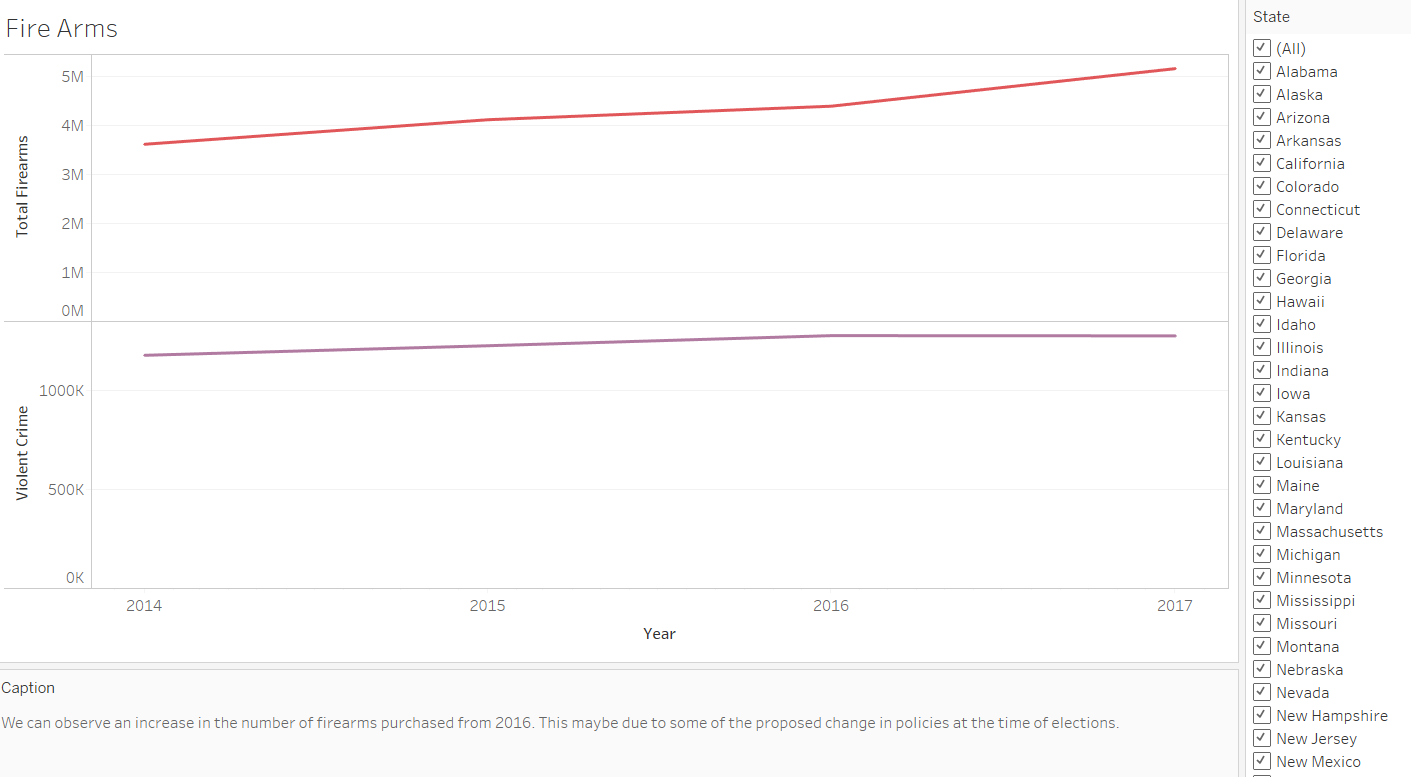 Fire Arms
5M
4M
3M
2M
1M
0M
Total Firearms
1000K
500K
0K
Violent Crime
2014 2015 2016 2017
Year
Caption
We can observe an increase in the number of firearms purchased from 2016. This maybe due to some of the proposed change in policies at the time of elections.
State
(All)
Alabama
Alaska
Arizona
Arkansas
California
Colorado
Connecticut
Delaware
Florida
Georgia
Hawaii
Idaho
Illinois
Indiana
Iowa
Kansas
Kentucky
Louisiana
Maine
Maryland
Massachusetts
Michigan
Minnesota
Mississippi
Missouri
Montana
Nebraska
Nevada
New Hampshire
New Jersey
New Mexico